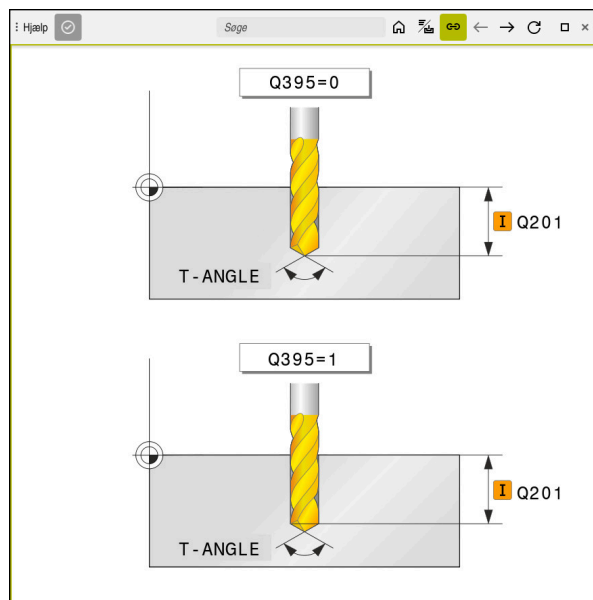 Hjælp
Søge
Q395=0
I Q201
T-ANGLE
Q395=1
I Q201
T-ANGLE